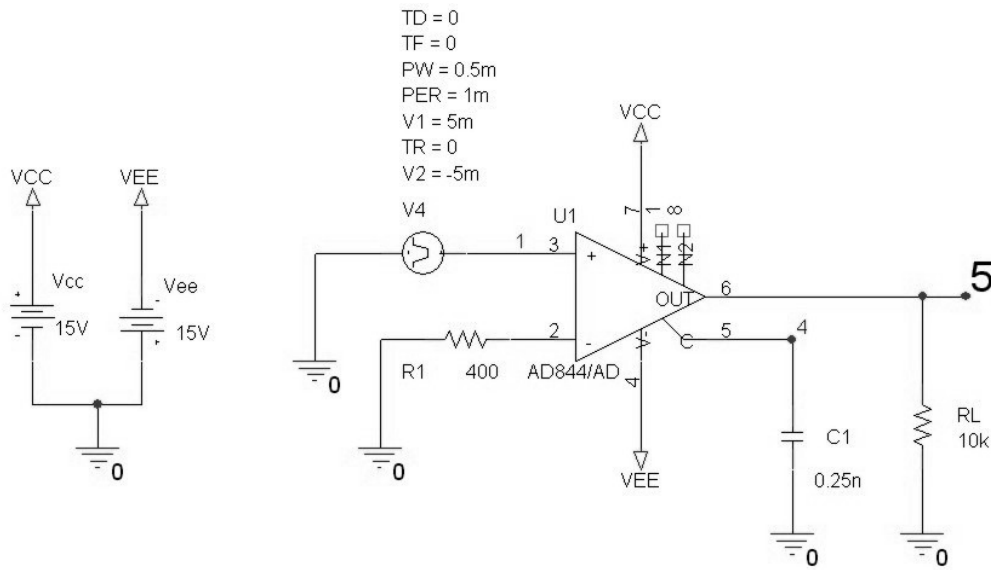 TD = 0
TF = 0
PW = 0.5m
PER = 1m
V1 = 5m
TR = 0
V2 = -5m
VCC
VEE
Vcc
15V
+
-
Vee
15V
-
+
0
V4
1
3
U1
VCC
7
1
8
V+
N1
N2
+
OUT
6
5
0
R1
400
2
-
AD844/AD
V-
4
C
5
4
VEE
0
C1
0.25n
0
RL
10k
0